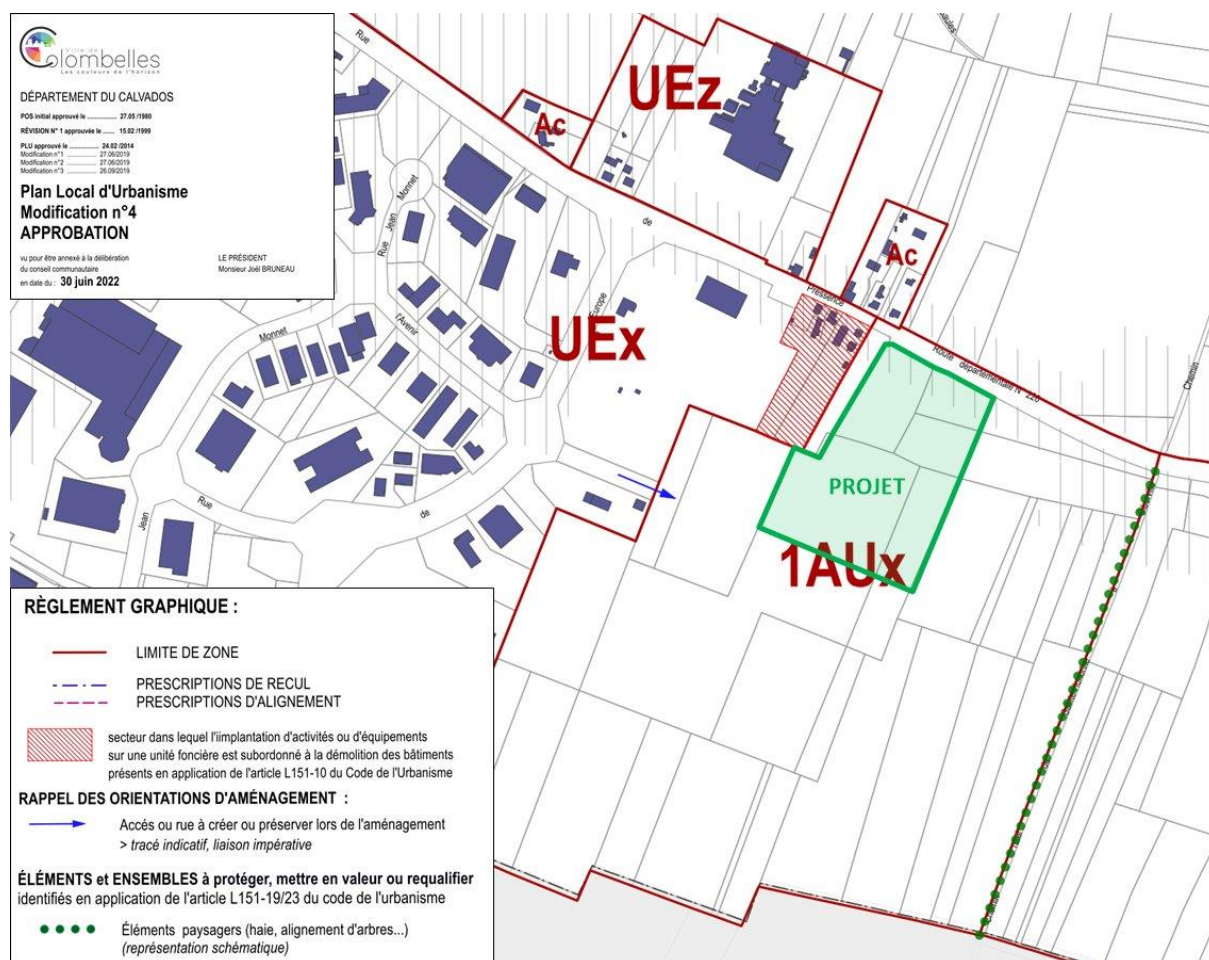 Ville de
Colombelles
Les couleurs de l'horizon
DÉPARTEMENT DU CALVADOS
POS initial approuvé le ............... 27.05 /1980
RÉVISION N° 1 approuvée le ...... 15.02 /1999
PLU approuvé le ................ 24.02 /2014
Modification n°1 .............. 27/06/2019
Modification n°2 .............. 27/06/2019
Modification n°3 .............. 26/09/2019
Plan Local d'Urbanisme
Modification n°4
APPROBATION
vu pour être annexé à la délibération
du conseil communautaire
en date du : 30 juin 2022
LE PRÉSIDENT
Monsieur Joël BRUNEAU
Rue
UEz
Ac
Rue Jean Monnet
de
Ac
Pressence
l'Europe
UEx
Monnet
l'Avenir
Route départementale N° 226
Chemin
PROJET
Rue
de
Jean
1AUx
RÈGLEMENT GRAPHIQUE :
LIMITE DE ZONE
PRESCRIPTIONS DE RECUL
PRESCRIPTIONS D'ALIGNEMENT
secteur dans lequel l'iimplantation d'activités ou d'équipements
sur une unité foncière est subordonné à la démolition des bâtiments
présents en application de l'article L151-10 du Code de l'Urbanisme
RAPPEL DES ORIENTATIONS D'AMÉNAGEMENT :
Accés ou rue à créer ou préserver lors de l'aménagement
> tracé indicatif, liaison impérative
ÉLÉMENTS et ENSEMBLES à protéger, mettre en valeur ou requalifier
identifiés en application de l'article L151-19/23 du code de l'urbanisme
Éléments paysagers (haie, alignement d'arbres...)
(représentation schématique)